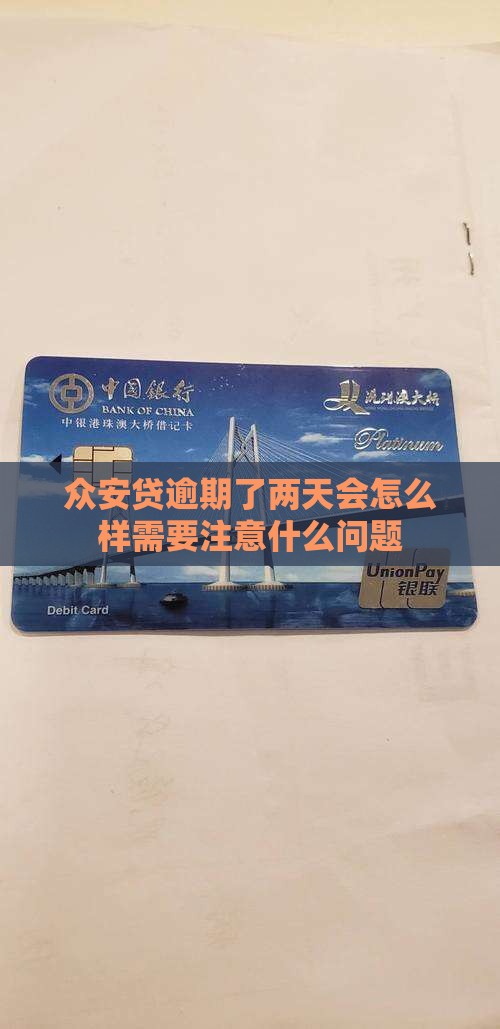 中国銀行
BANK OF CHINA
中银港珠澳大桥借记卡
港珠澳大桥
Platinum
众安贷逾期了两天会怎么
样需要注意什么问题
UnionPay
银联
Debit Card